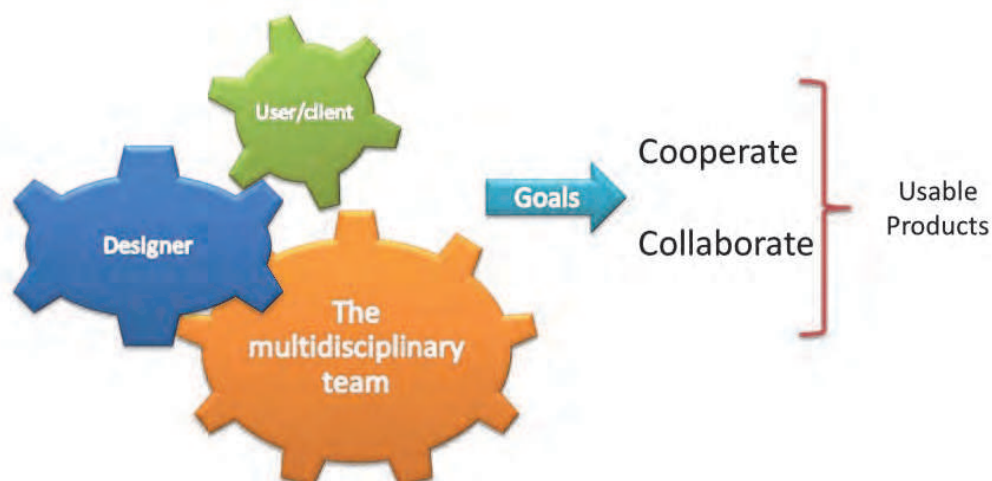 User/client
Designer
The
multidisciplinary
team
Goals
Cooperate
Collaborate
Usable
Products